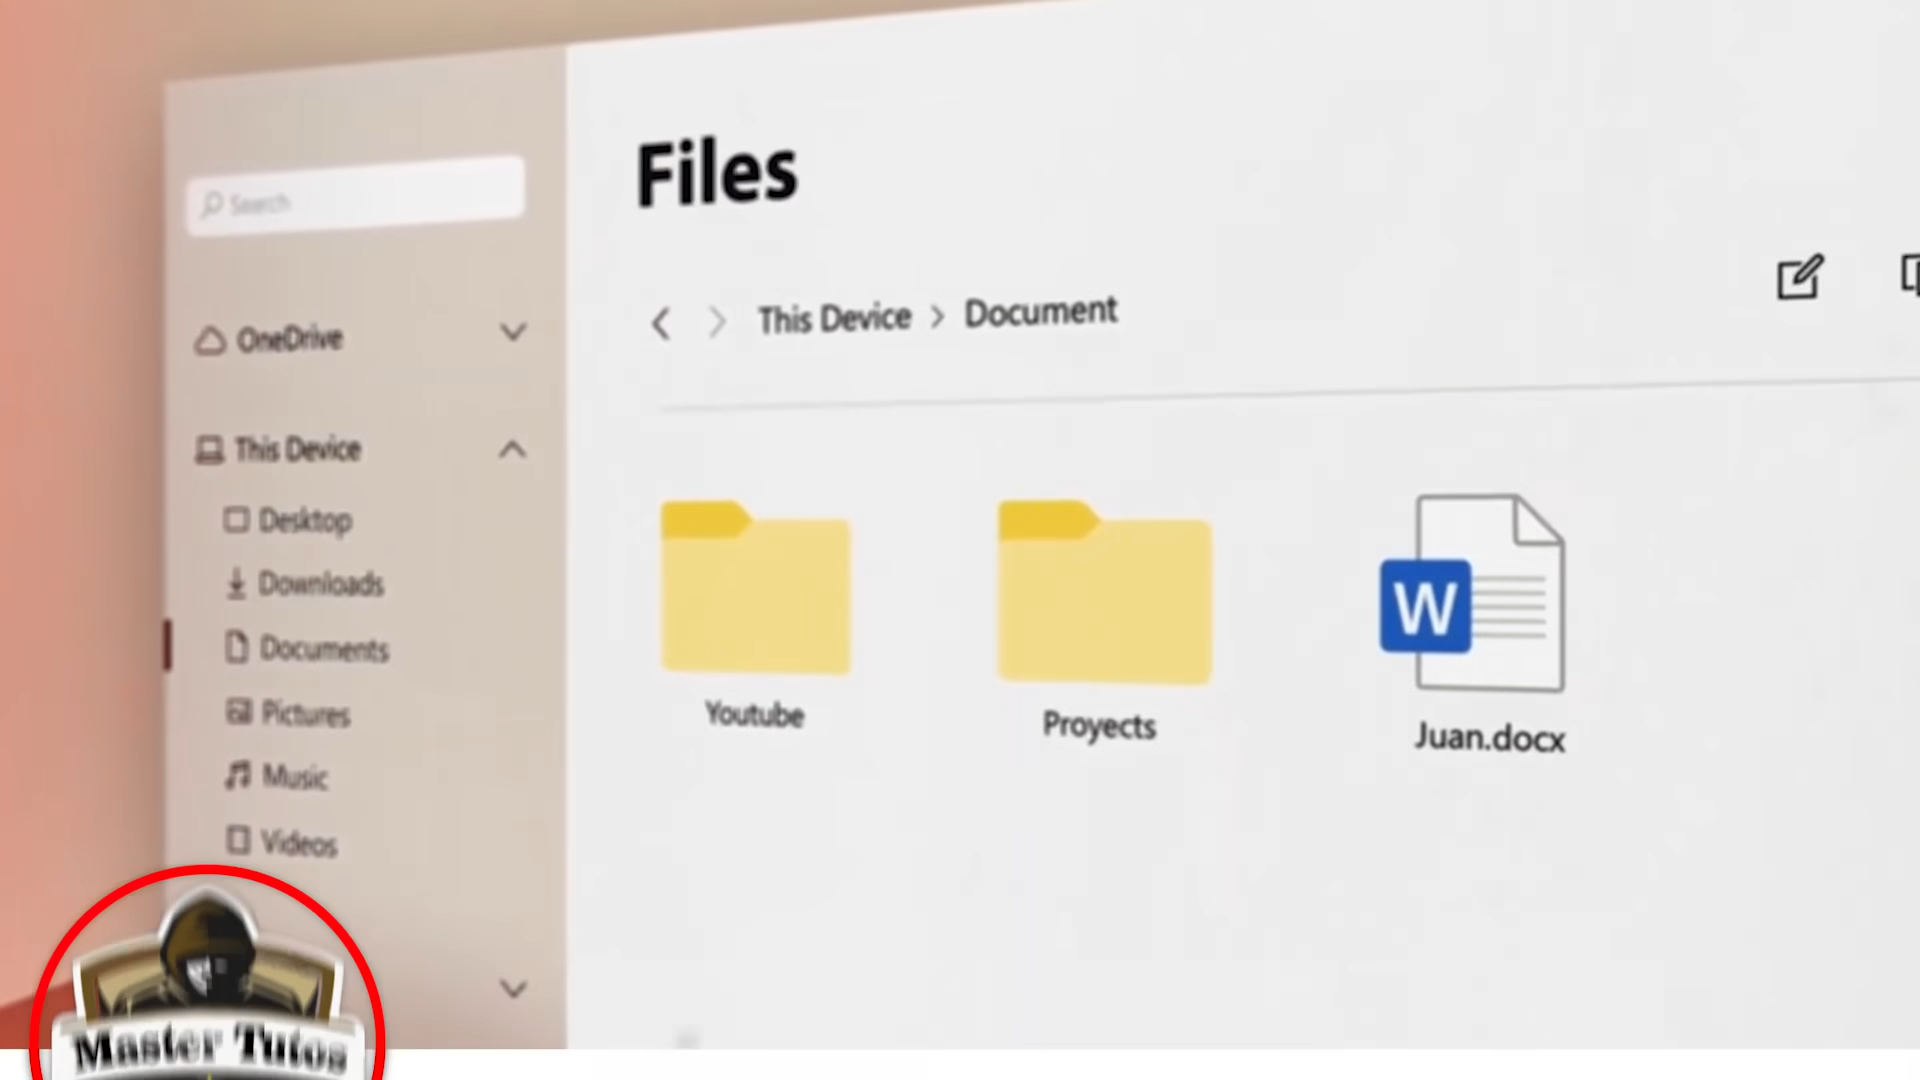 Files
Search
This Device > Document
OneDrive
This Device
Desktop
Downloads
Documents
Pictures
Music
Videos
Youtube
Proyects
W
Juan.docx
Master Tutos